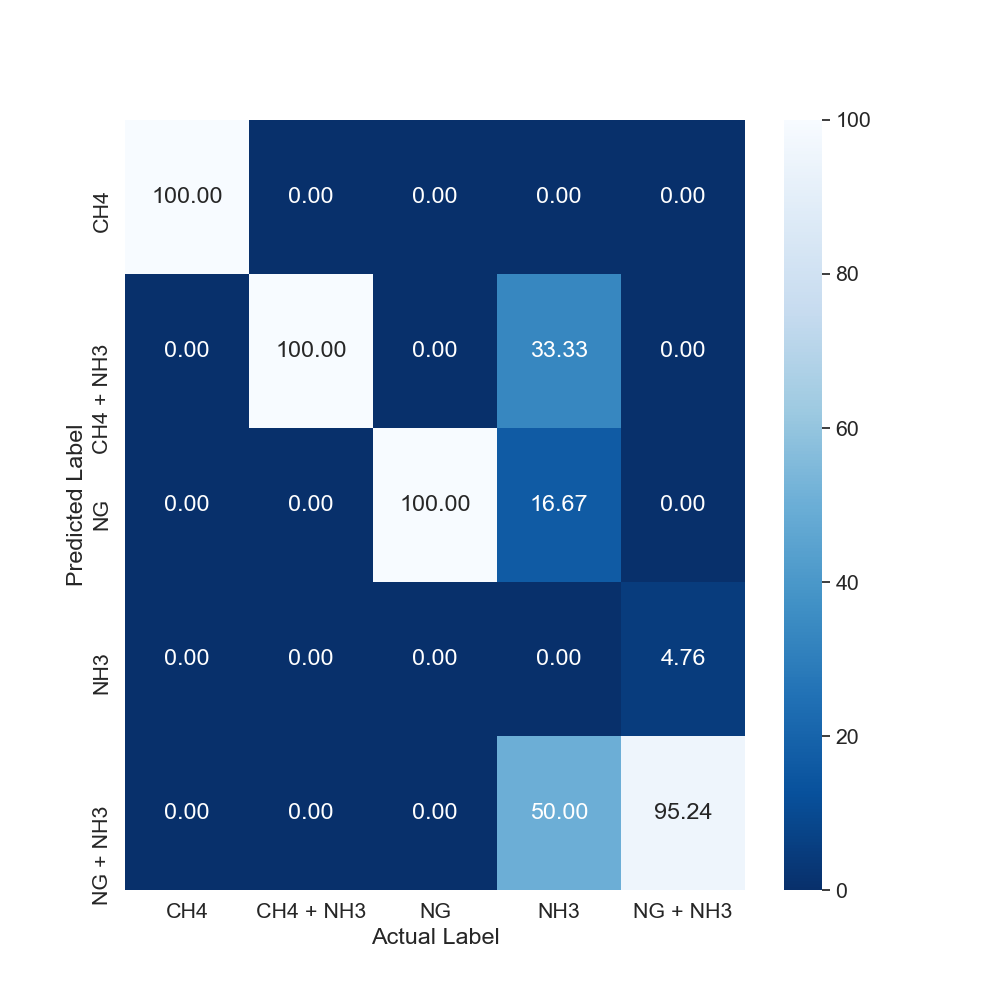 Predicted Label
CH4
100.00 0.00 0.00 0.00 0.00
CH4 + NH3
0.00 100.00 0.00 33.33 0.00
NG
0.00 0.00 100.00 16.67 0.00
NH3
0.00 0.00 0.00 0.00 4.76
NG + NH3
0.00 0.00 0.00 50.00 95.24
CH4 CH4 + NH3 NG NH3 NG + NH3
Actual Label
100
80
60
40
20
0